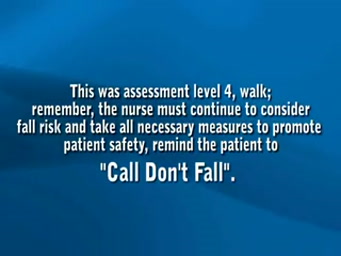 This was assessment level 4, walk;
remember, the nurse must continue to consider
fall risk and take all necessary measures to promote
patient safety, remind the patient to
"Call Don't Fall".